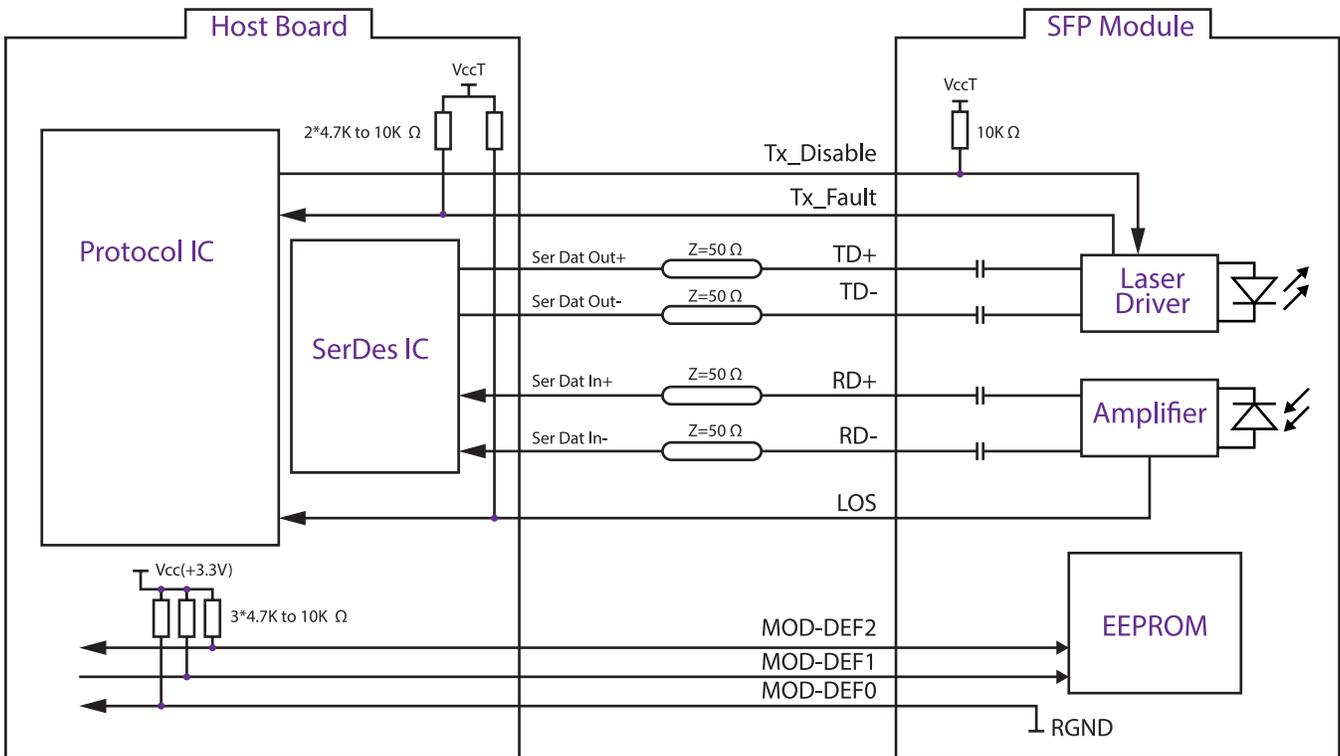 Host Board
SFP Module
VccT
VccT
2*4.7K to 10K Ω
10K Ω
Tx_Disable
Tx_Fault
Protocol IC
Ser Dat Out+
Z=50 Ω
TD+
Laser
Driver
Ser Dat Out-
Z=50 Ω
TD-
SerDes IC
Ser Dat In+
Z=50 Ω
RD+
Amplifier
Ser Dat In-
Z=50 Ω
RD-
LOS
Vcc(+3.3V)
3*4.7K to 10K Ω
MOD-DEF2
EEPROM
MOD-DEF1
MOD-DEF0
RGND